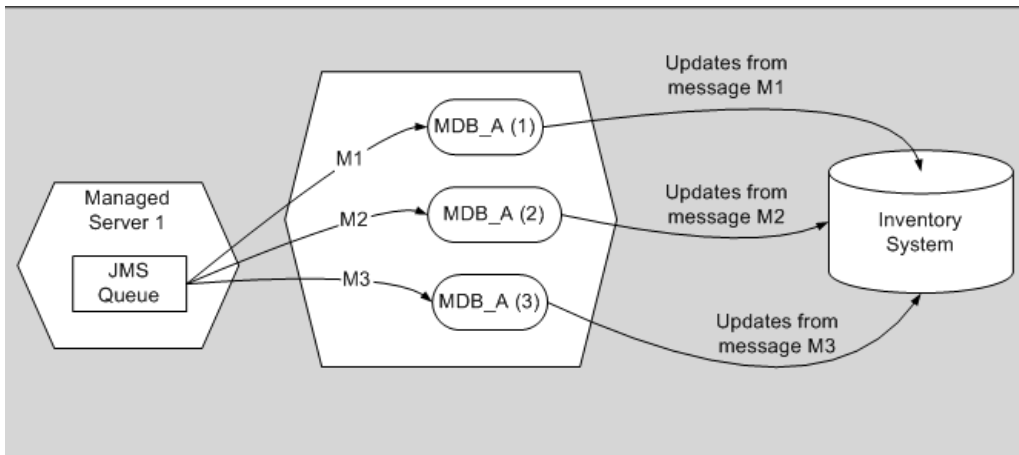 Managed
Server 1
JMS
Queue
M1
M2
M3
MDB_A (1)
MDB_A (2)
MDB_A (3)
Updates from
message M1
Updates from
message M2
Updates from
message M3
Inventory
System